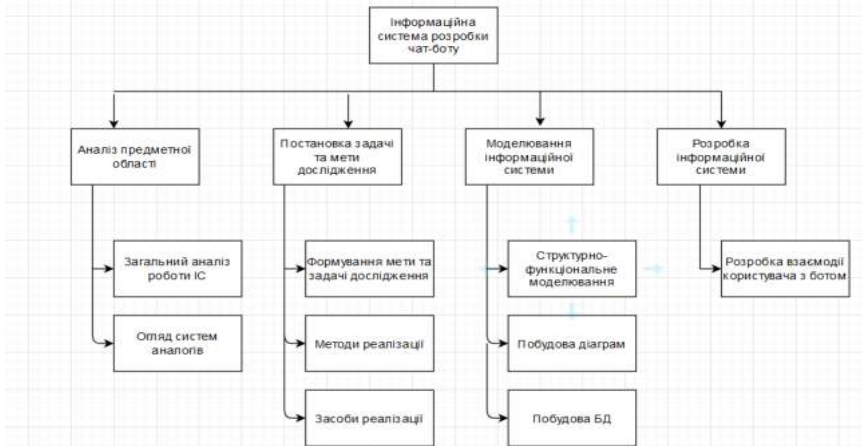 Інформаційна
система розробки
чат-боту
Аналіз предметної
області
Постановка задачі
та мети
дослідження
Моделювання
інформаційної
системи
Розробка
інформаційної
системи
Загальний аналіз
роботи ІС
Формування мети та
задачі дослідження
Структурно-
функціональне
моделювання
Розробка взаємодії
користувача з ботом
Огляд систем
аналогів
Методи реалізації
Побудова діаграм
Засоби реалізації
Побудова БД